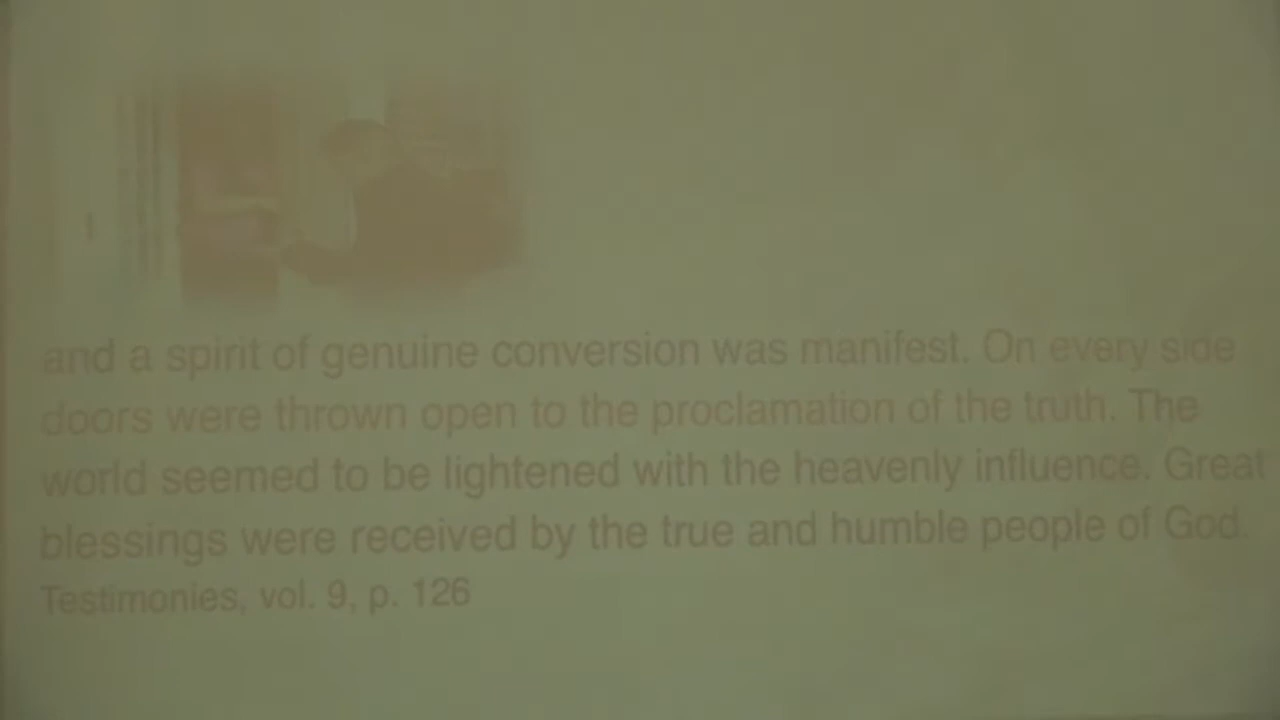 and a spirit of genuine conversion was manifest. On every side
doors were thrown open to the proclamation of the truth. The
world seemed to be lightened with the heavenly influence. Great
blessings were received by the true and humble people of God.
Testimonies, vol. 9, p. 126